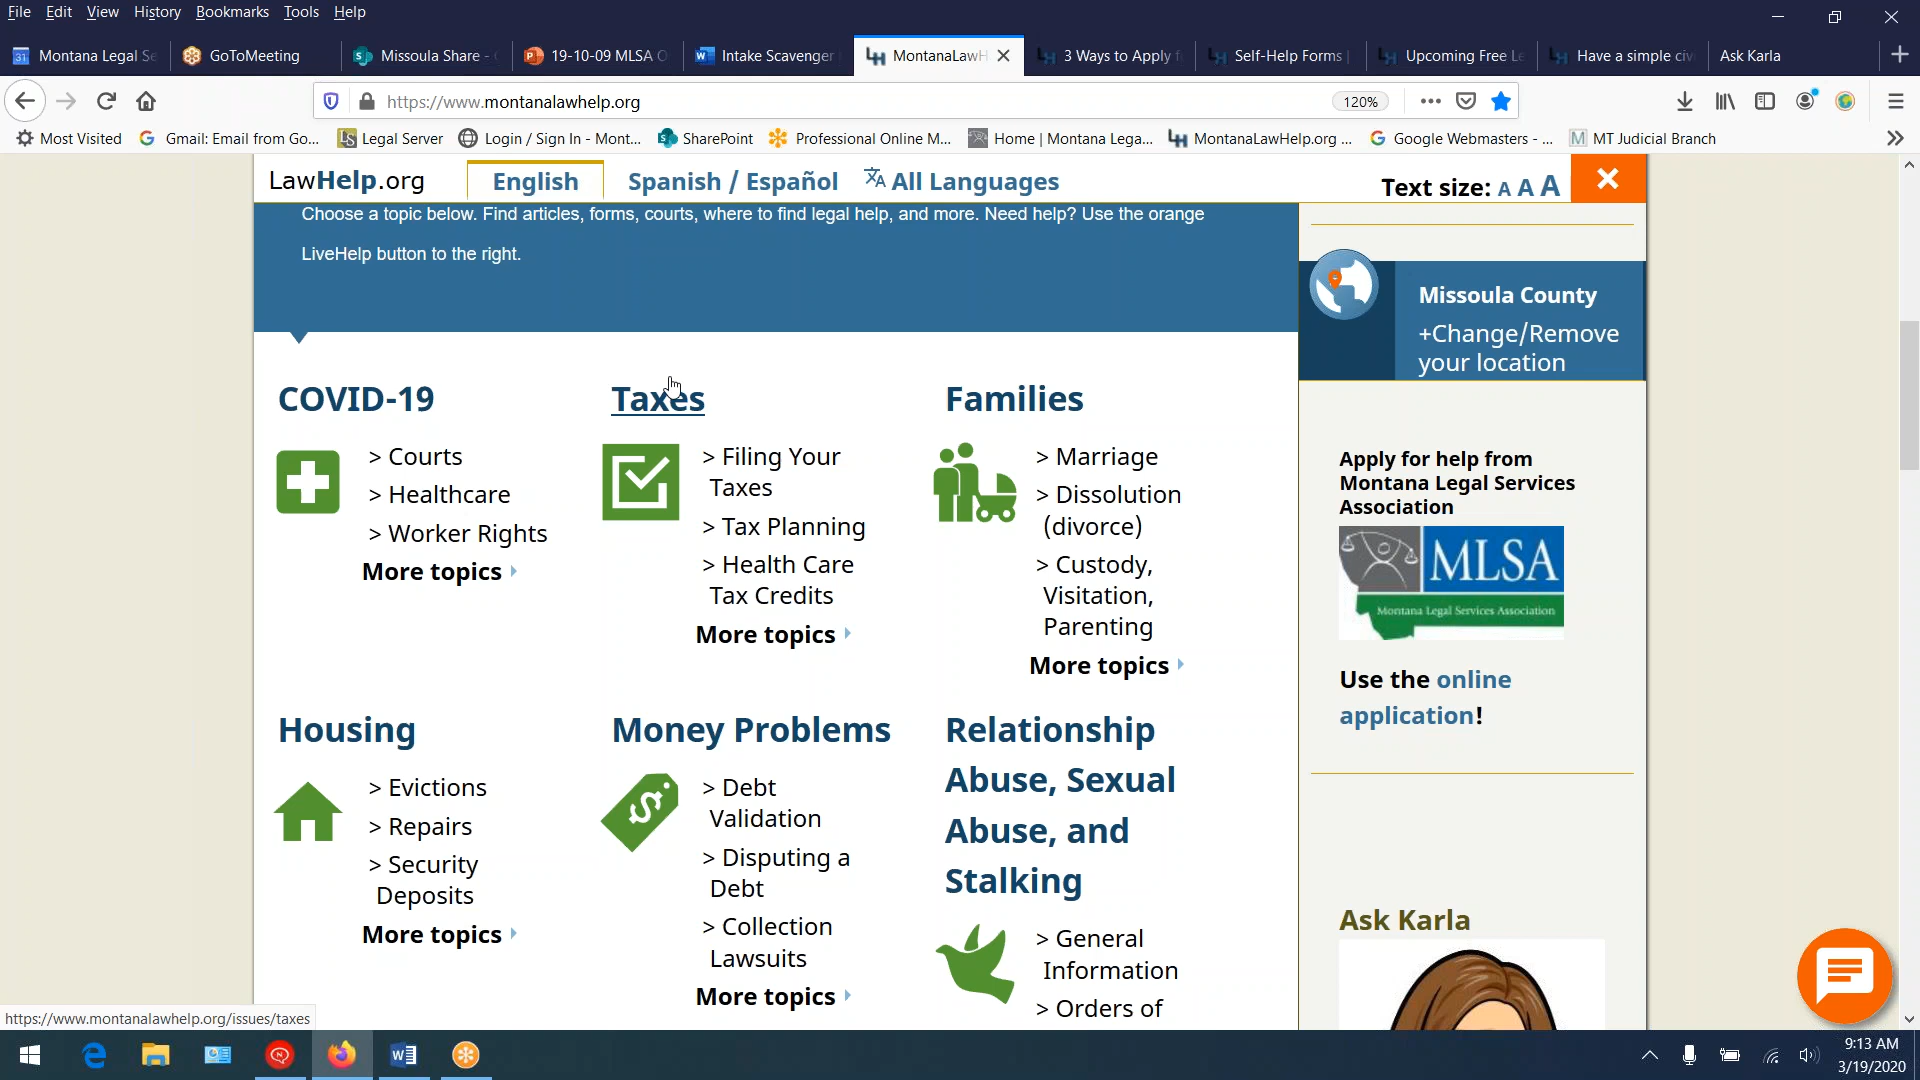 File Edit View History Bookmarks Tools Help
Montana Legal Se
GoToMeeting
Missoula Share -
19-10-09 MLSA O
Intake Scavenger
MontanaLawH
3 Ways to Apply f
Self-Help Forms |
Upcoming Free Le
Have a simple civ
Ask Karla
https://www.montanalawhelp.org
120%
Most Visited
Gmail: Email from Go...
Legal Server
Login / Sign In - Mont...
SharePoint
Professional Online M...
Home | Montana Lega...
MontanaLawHelp.org ...
Google Webmasters - ...
MT Judicial Branch
LawHelp.org
English
Spanish / Español
All Languages
Text size: A A A
Choose a topic below. Find articles, forms, courts, where to find legal help, and more. Need help? Use the orange
LiveHelp button to the right.
Missoula County
+Change/Remove
your location
COVID-19
> Courts
> Healthcare
> Worker Rights
More topics
Taxes
> Filing Your
Taxes
> Tax Planning
> Health Care
Tax Credits
More topics
Families
> Marriage
> Dissolution
(divorce)
> Custody,
Visitation,
Parenting
More topics
Apply for help from
Montana Legal Services
Association
MLSA
Montana Legal Services Association
Use the online
application!
Housing
> Evictions
> Repairs
> Security
Deposits
More topics
Money Problems
> Debt
Validation
> Disputing a
Debt
> Collection
Lawsuits
More topics
Relationship
Abuse, Sexual
Abuse, and
Stalking
> General
Information
> Orders of
Ask Karla
https://www.montanalawhelp.org/issues/taxes
9:13 AM
3/19/2020